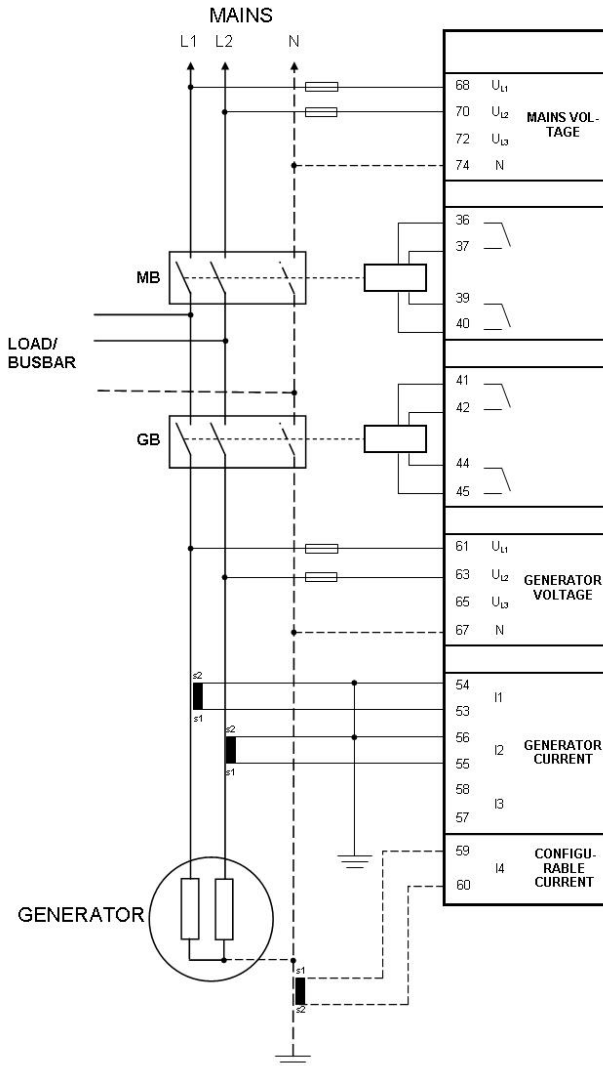 MAINS
L1 L2 N
68 UL1
70 UL2
72 UL3
74 N
MAINS VOL-
TAGE
36
37
39
40
MB
LOAD/
BUSBAR
41
42
44
45
GB
61 UL1
63 UL2
65 UL3
67 N
GENERATOR
VOLTAGE
s2
s1
s2
s1
54
53
I1
56
55
I2
58
57
I3
GENERATOR
CURRENT
59
60
I4
CONFIGU-
RABLE
CURRENT
GENERATOR
s1
s2